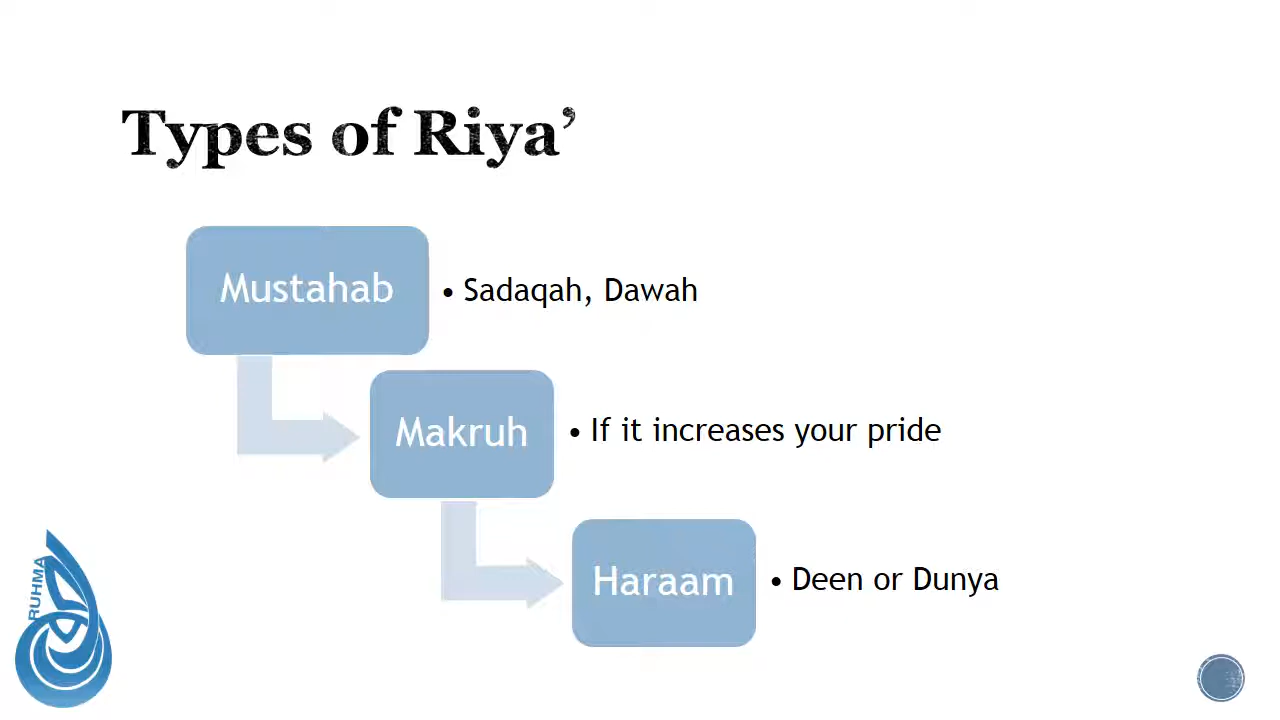 Types of Riya’
Mustahab
• Sadaqah, Dawah
Makruh
• If it increases your pride
Haraam
• Deen or Dunya
RUHMA